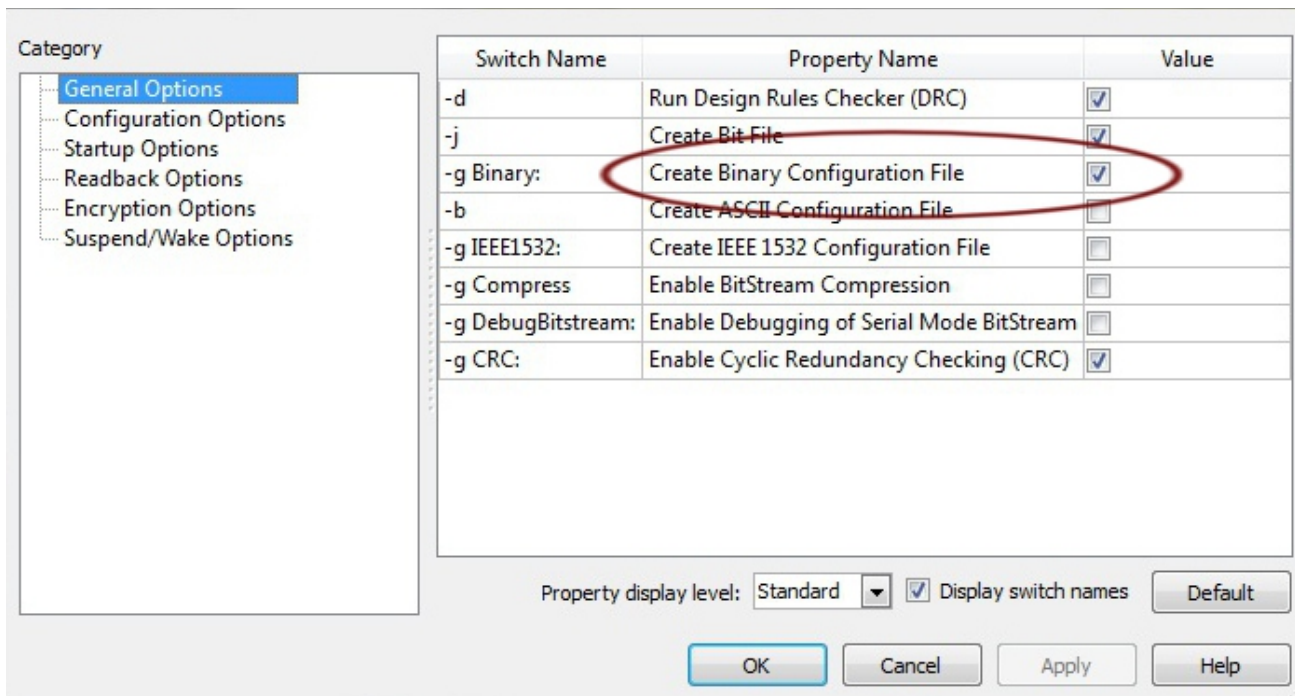 Category
General Options
Configuration Options
Startup Options
Readback Options
Encryption Options
Suspend/Wake Options
Switch Name Property Name Value
-d Run Design Rules Checker (DRC)
-j Create Bit File
-g Binary: Create Binary Configuration File
-b Create ASCII Configuration File
-g IEEE1532: Create IEEE 1532 Configuration File
-g Compress Enable BitStream Compression
-g DebugBitstream: Enable Debugging of Serial Mode BitStream
-g CRC: Enable Cyclic Redundancy Checking (CRC)
Property display level: Standard Display switch names Default
OK Cancel Apply Help